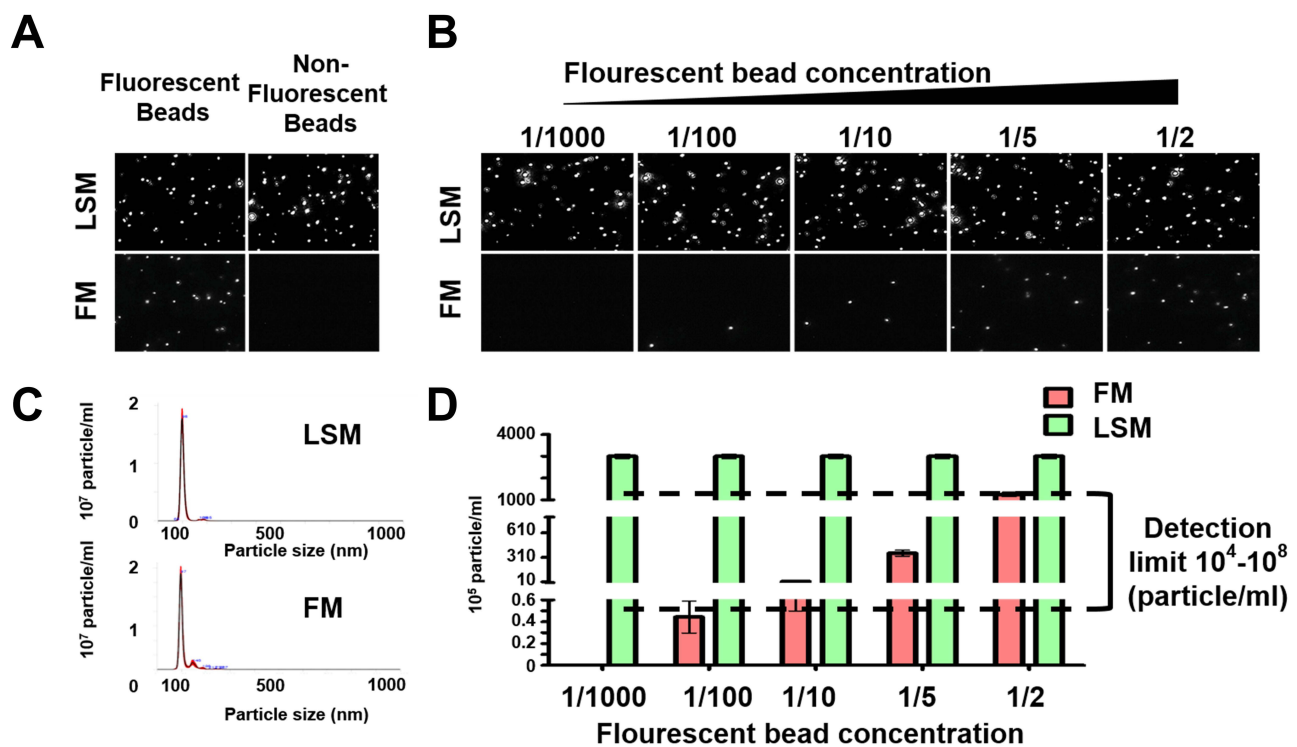 A
Fluorescent
Beads
Non-
Fluorescent
Beads
LSM
FM
B
Flourescent bead concentration
1/1000 1/100 1/10 1/5 1/2
LSM
FM
C
10⁷ particle/ml
2
1
0
LSM
100 500 1000
Particle size (nm)
10⁷ particle/ml
2
1
0
FM
100 500 1000
Particle size (nm)
D
FM
LSM
10⁵ particle/ml
4000
1000
610
310
10
0.6
0.4
0.2
0
Detection
limit 10⁴-10⁸
(particle/ml)
1/1000 1/100 1/10 1/5 1/2
Flourescent bead concentration